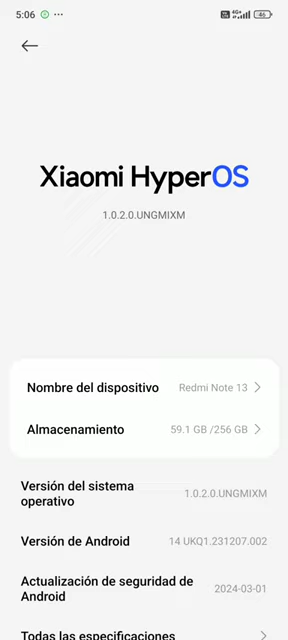 5:06 ... 4G+ 46
Xiaomi HyperOS
1.0.2.0.UNGMIXM
Nombre del dispositivo Redmi Note 13
Almacenamiento 59.1 GB /256 GB
Versión del sistema
operativo 1.0.2.0.UNGMIXM
Versión de Android 14 UKQ1.231207.002
Actualización de seguridad de
Android 2024-03-01
Todas las especificaciones